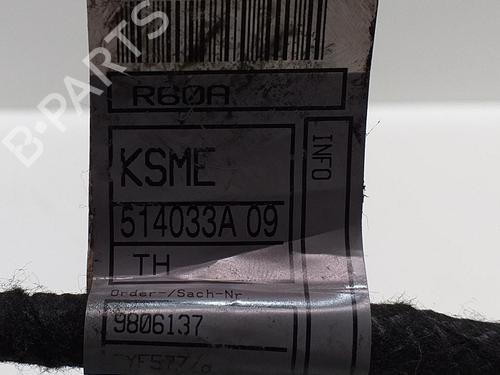 B-PARTS
R60A
KSME
INFO
514033A 09
TH
Order-/Sach-Nr
9806137